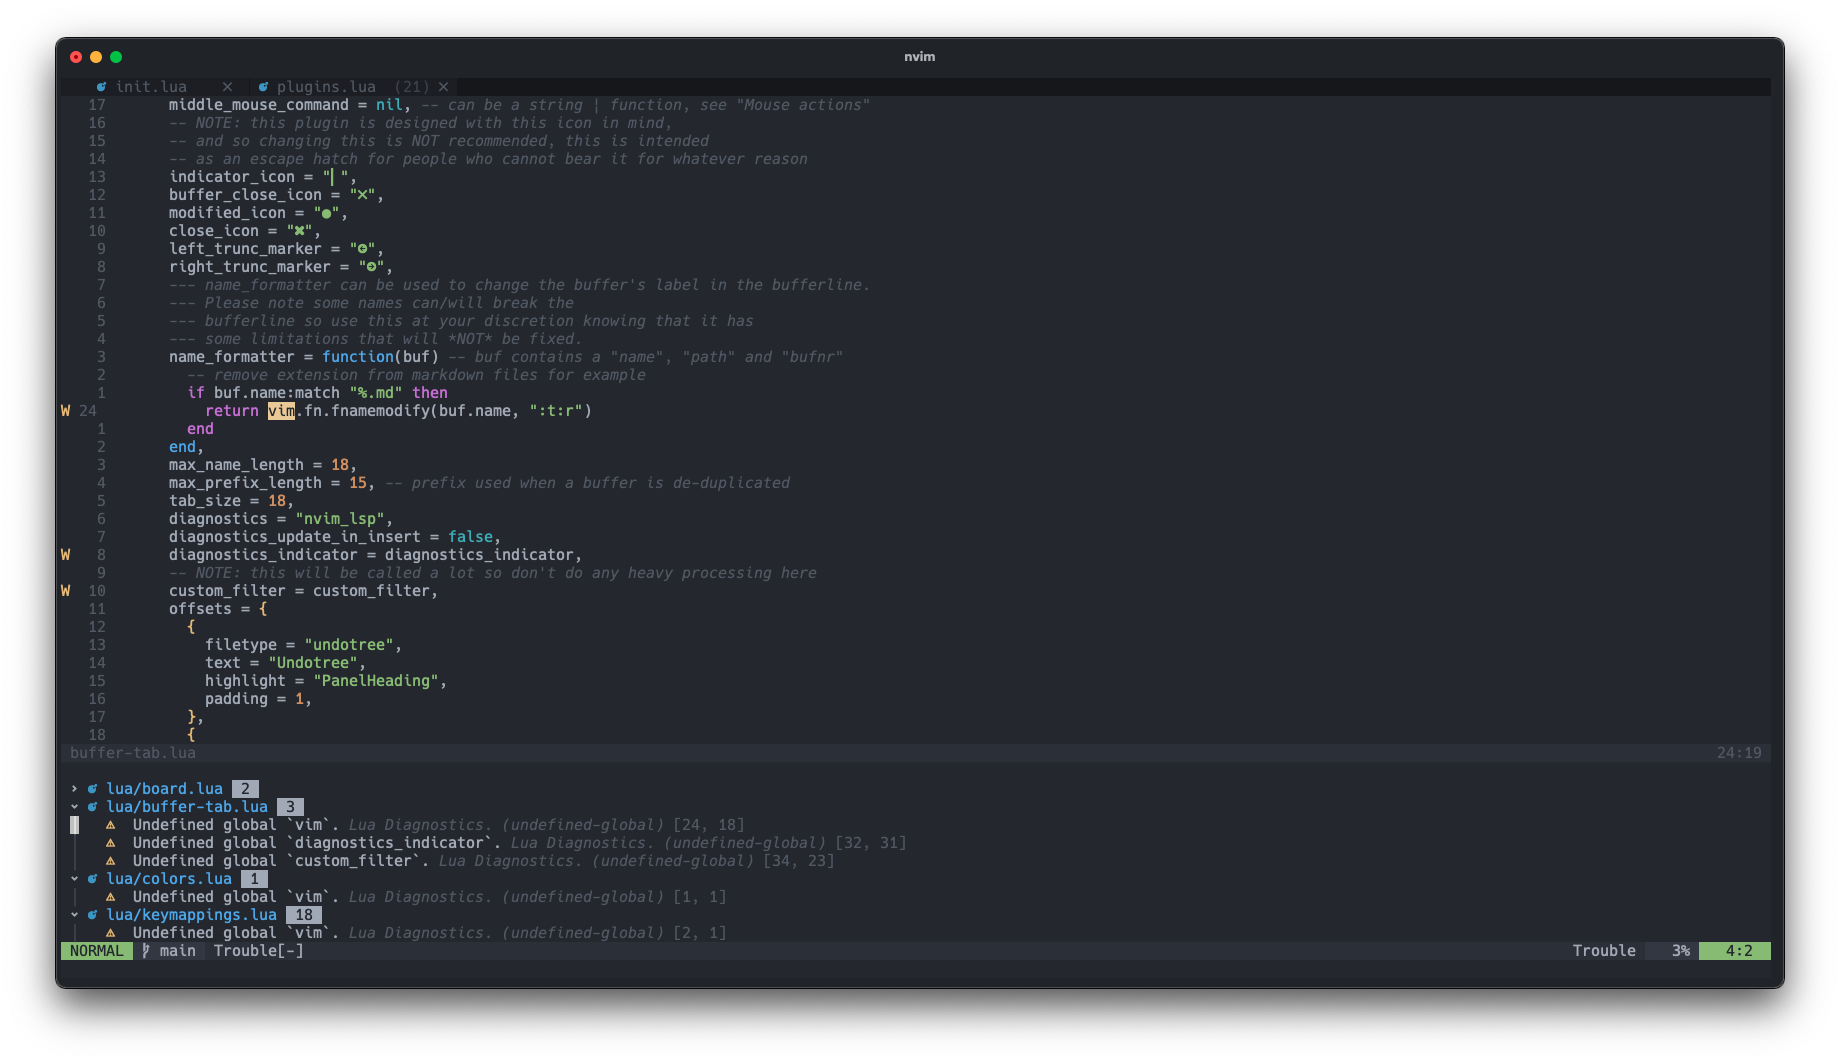 nvim
init.lua ✕ plugins.lua (21) ✕
17 middle_mouse_command = nil, -- can be a string | function, see "Mouse actions"
16 -- NOTE: this plugin is designed with this icon in mind,
15 -- and so changing this is NOT recommended, this is intended
14 -- as an escape hatch for people who cannot bear it for whatever reason
13 indicator_icon = "▎",
12 buffer_close_icon = "✕",
11 modified_icon = "●",
10 close_icon = "✖",
9 left_trunc_marker = "",
8 right_trunc_marker = "",
7 --- name_formatter can be used to change the buffer's label in the bufferline.
6 --- Please note some names can/will break the
5 --- bufferline so use this at your discretion knowing that it has
4 --- some limitations that will *NOT* be fixed.
3 name_formatter = function(buf) -- buf contains a "name", "path" and "bufnr"
2 -- remove extension from markdown files for example
1 if buf.name:match "%.md" then
W 24 return vim.fn.fnamemodify(buf.name, ":t:r")
1 end
2 end,
3 max_name_length = 18,
4 max_prefix_length = 15, -- prefix used when a buffer is de-duplicated
5 tab_size = 18,
6 diagnostics = "nvim_lsp",
7 diagnostics_update_in_insert = false,
W 8 diagnostics_indicator = diagnostics_indicator,
9 -- NOTE: this will be called a lot so don't do any heavy processing here
W 10 custom_filter = custom_filter,
11 offsets = {
12 {
13 filetype = "undotree",
14 text = "Undotree",
15 highlight = "PanelHeading",
16 padding = 1,
17 },
18 {
buffer-tab.lua 24:19
lua/board.lua 2
lua/buffer-tab.lua 3
Undefined global `vim`. Lua Diagnostics. (undefined-global) [24, 18]
Undefined global `diagnostics_indicator`. Lua Diagnostics. (undefined-global) [32, 31]
Undefined global `custom_filter`. Lua Diagnostics. (undefined-global) [34, 23]
lua/colors.lua 1
Undefined global `vim`. Lua Diagnostics. (undefined-global) [1, 1]
lua/keymappings.lua 18
Undefined global `vim`. Lua Diagnostics. (undefined-global) [2, 1]
NORMAL main Trouble[-] Trouble 3% 4:2